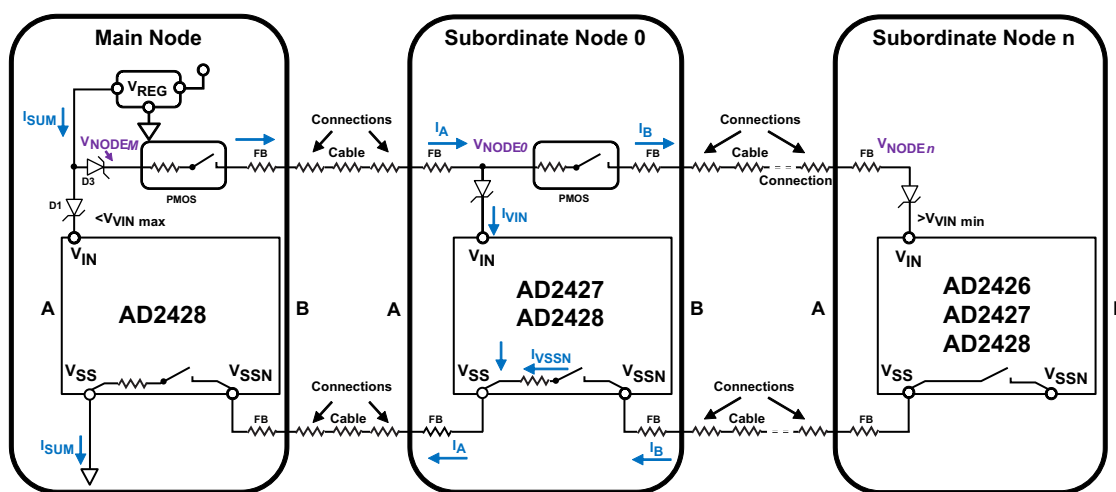 Main Node
Subordinate Node 0
Subordinate Node n
VREG
ISUM
VNODEM
D3
PMOS
FB
Connections
Cable
IA
FB
VNODE0
IB
FB
PMOS
Connections
Cable
Connection
FB
VNODEn
D1
<VVIN max
IVIN
>VVIN min
VIN
VIN
VIN
A
AD2428
B
A
AD2427
AD2428
B
A
AD2426
AD2427
AD2428
VSS
VSSN
VSS
IVSSN
VSSN
VSS
VSSN
ISUM
FB
Connections
Cable
FB
IA
FB
IB
Connections
Cable
FB